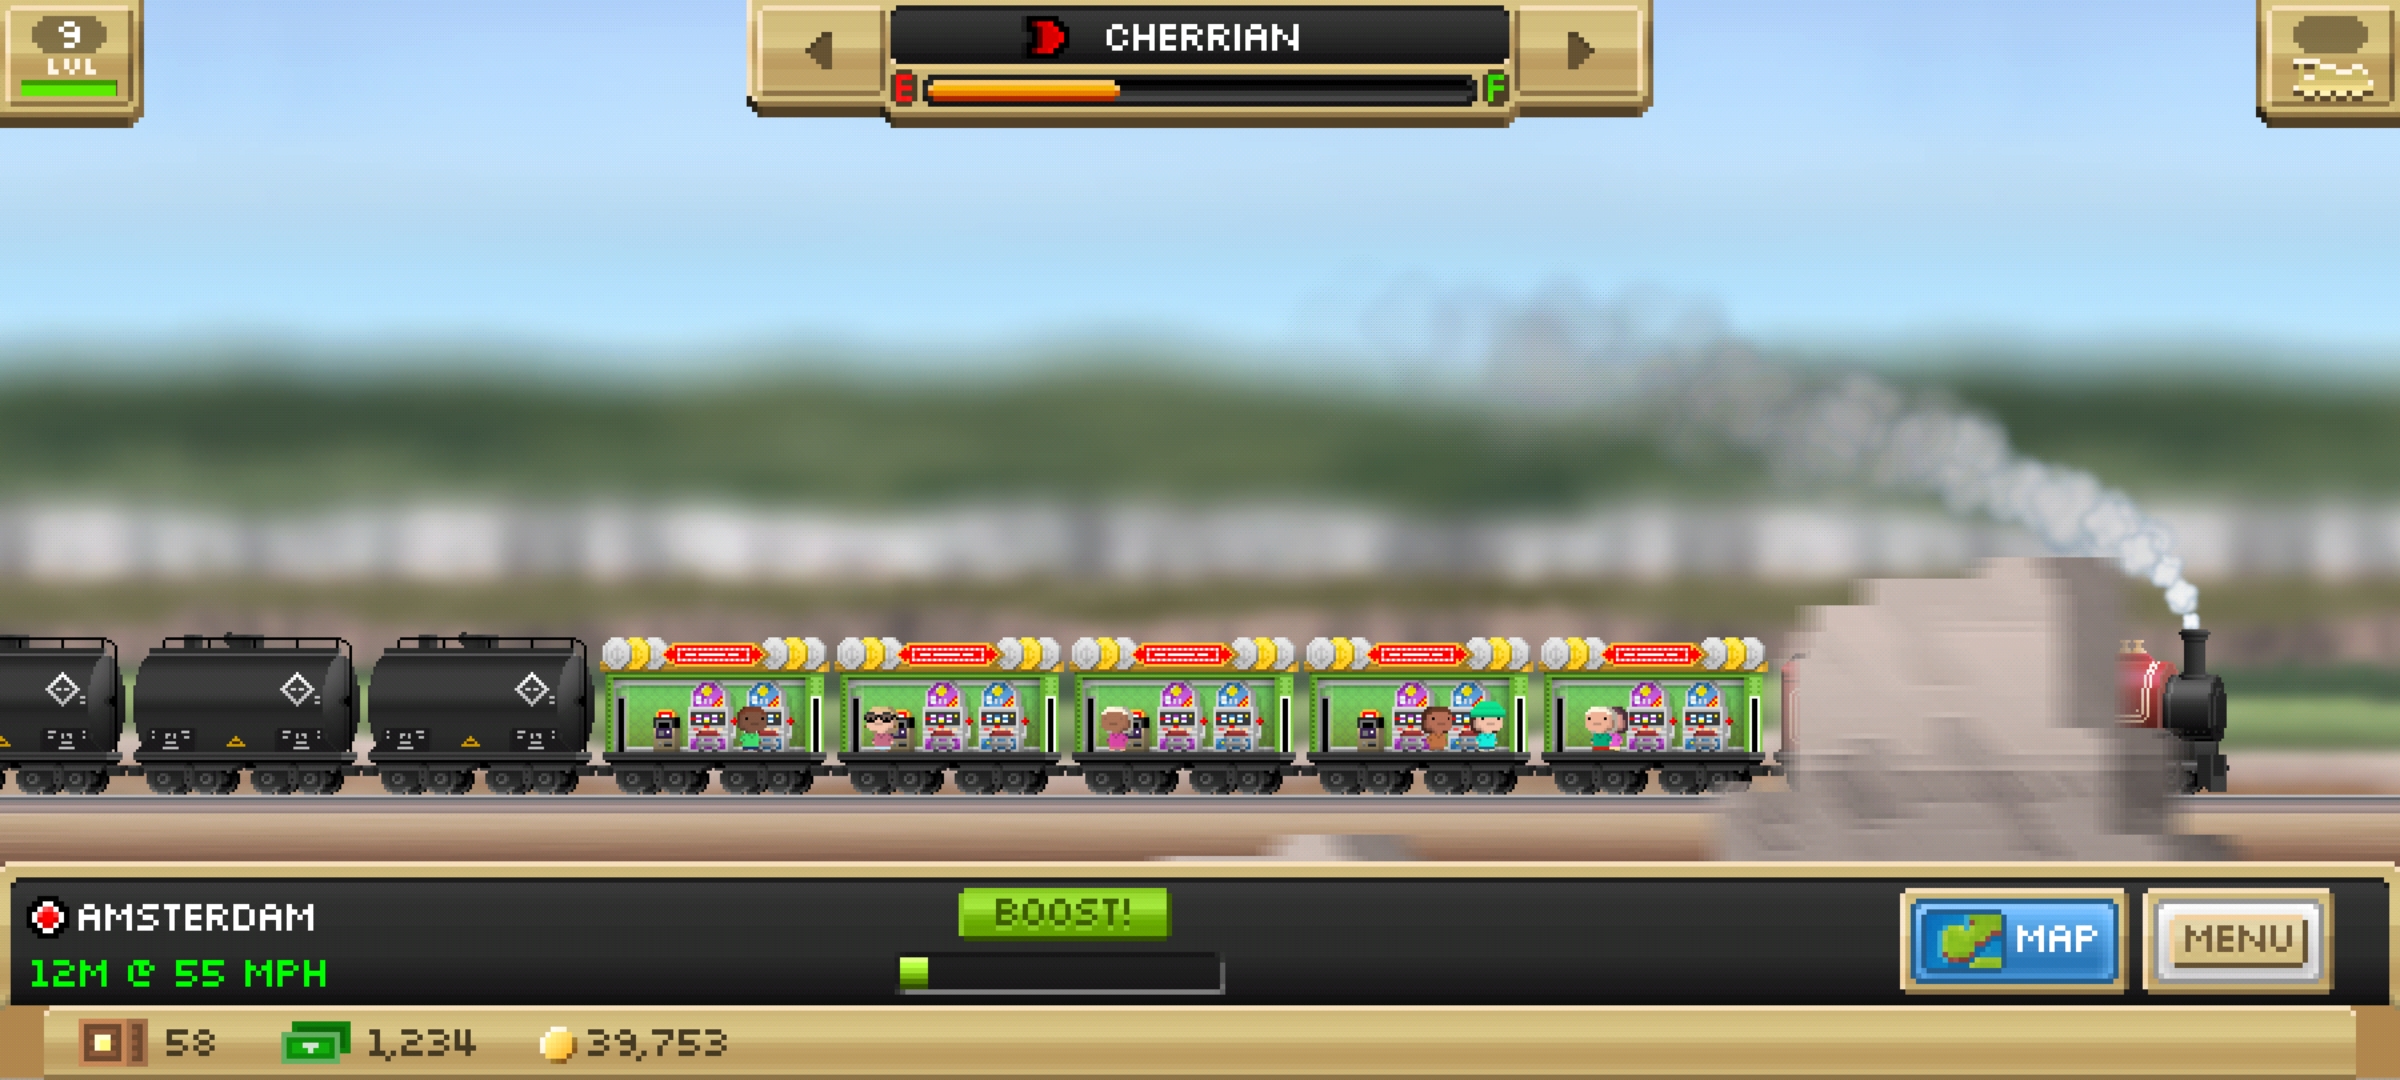 9
LVL
CHERRIAN
E
F
AMSTERDAM
12M @ 55 MPH
BOOST!
MAP
MENU
58
1,234
39,753